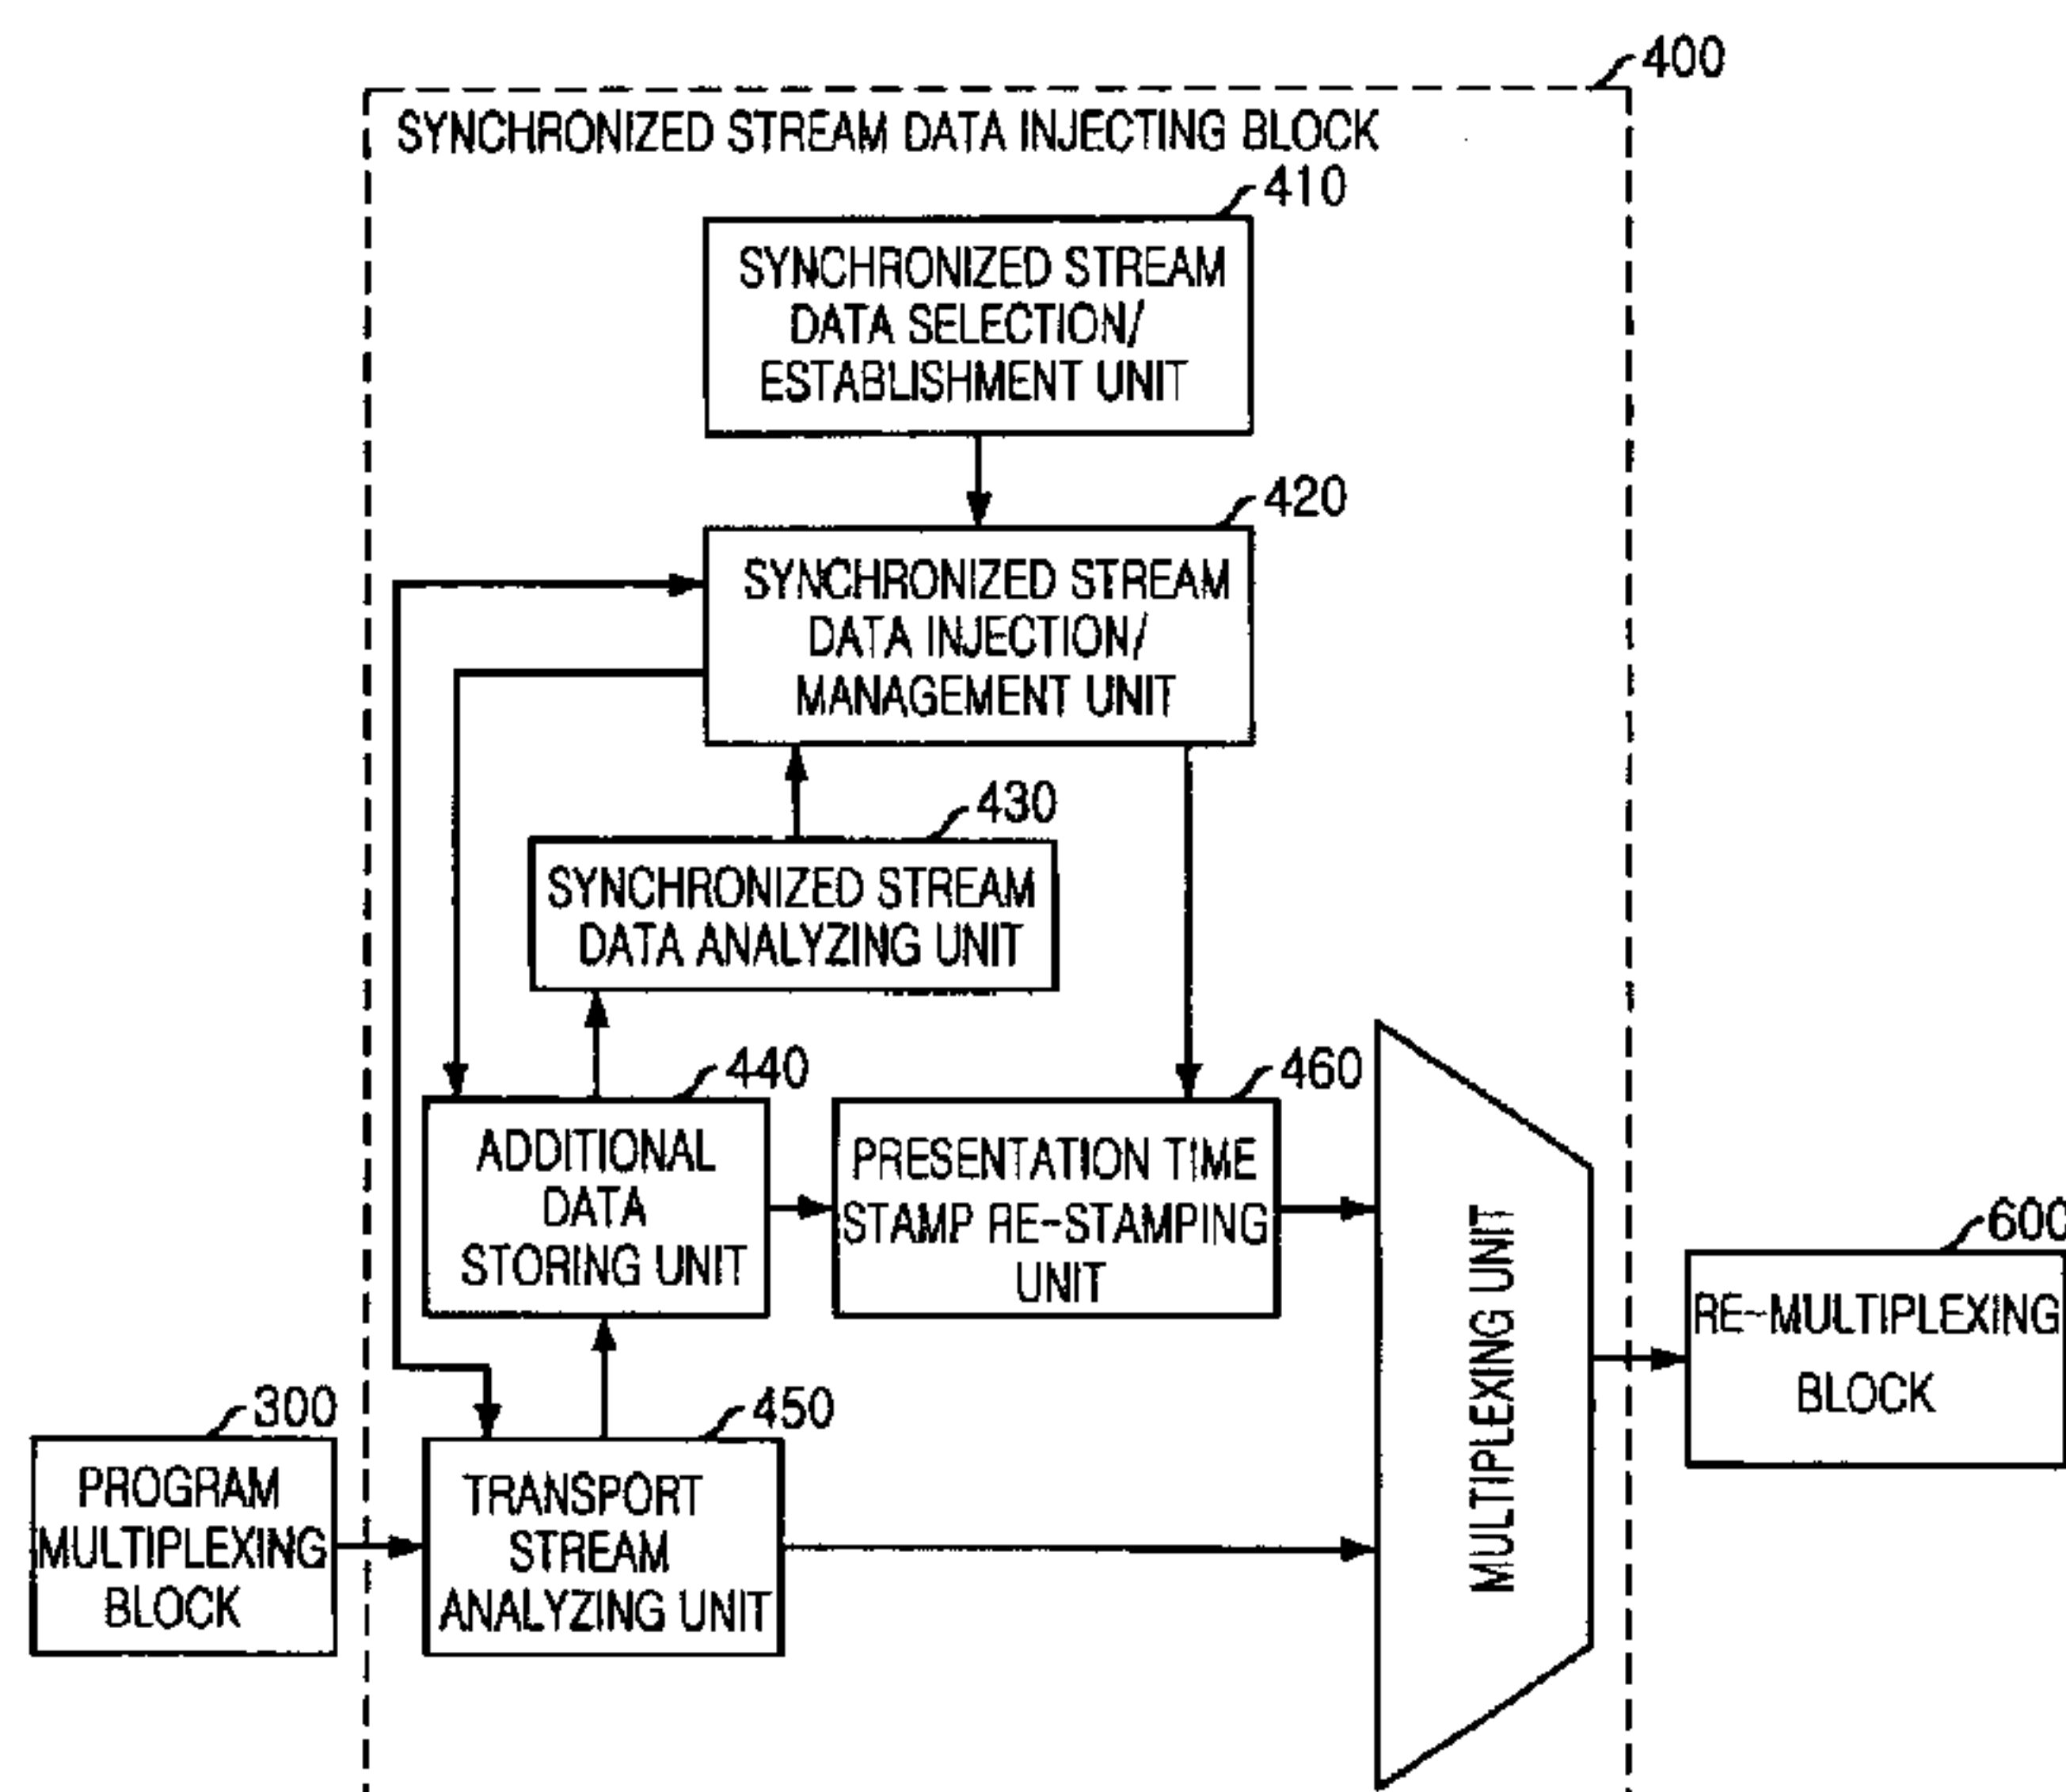 400
SYNCHRONIZED STREAM DATA INJECTING BLOCK
410
SYNCHRONIZED STREAM
DATA SELECTION/
ESTABLISHMENT UNIT
420
SYNCHRONIZED STREAM
DATA INJECTION/
MANAGEMENT UNIT
430
SYNCHRONIZED STREAM
DATA ANALYZING UNIT
440
ADDITIONAL
DATA
STORING UNIT
460
PRESENTATION TIME
STAMP RE-STAMPING
UNIT
MULTIPLEXING UNIT
600
RE-MULTIPLEXING
BLOCK
300
PROGRAM
MULTIPLEXING
BLOCK
450
TRANSPORT
STREAM
ANALYZING UNIT